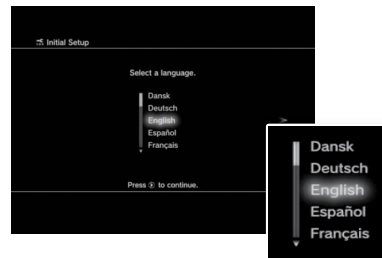 Initial Setup
Select a language.
Dansk
Deutsch
English
Español
Français
Press to continue.
Dansk
Deutsch
English
Español
Français